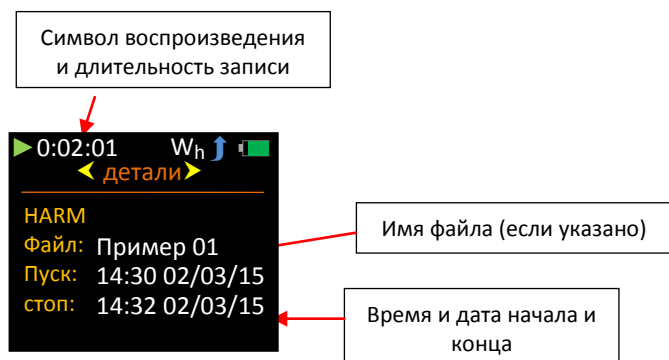 Символ воспроизведения
и длительность записи
0:02:01 Wh
детали
HARM
Файл: Пример 01
Пуск: 14:30 02/03/15
стоп: 14:32 02/03/15
Имя файла (если указано)
Время и дата начала и
конца